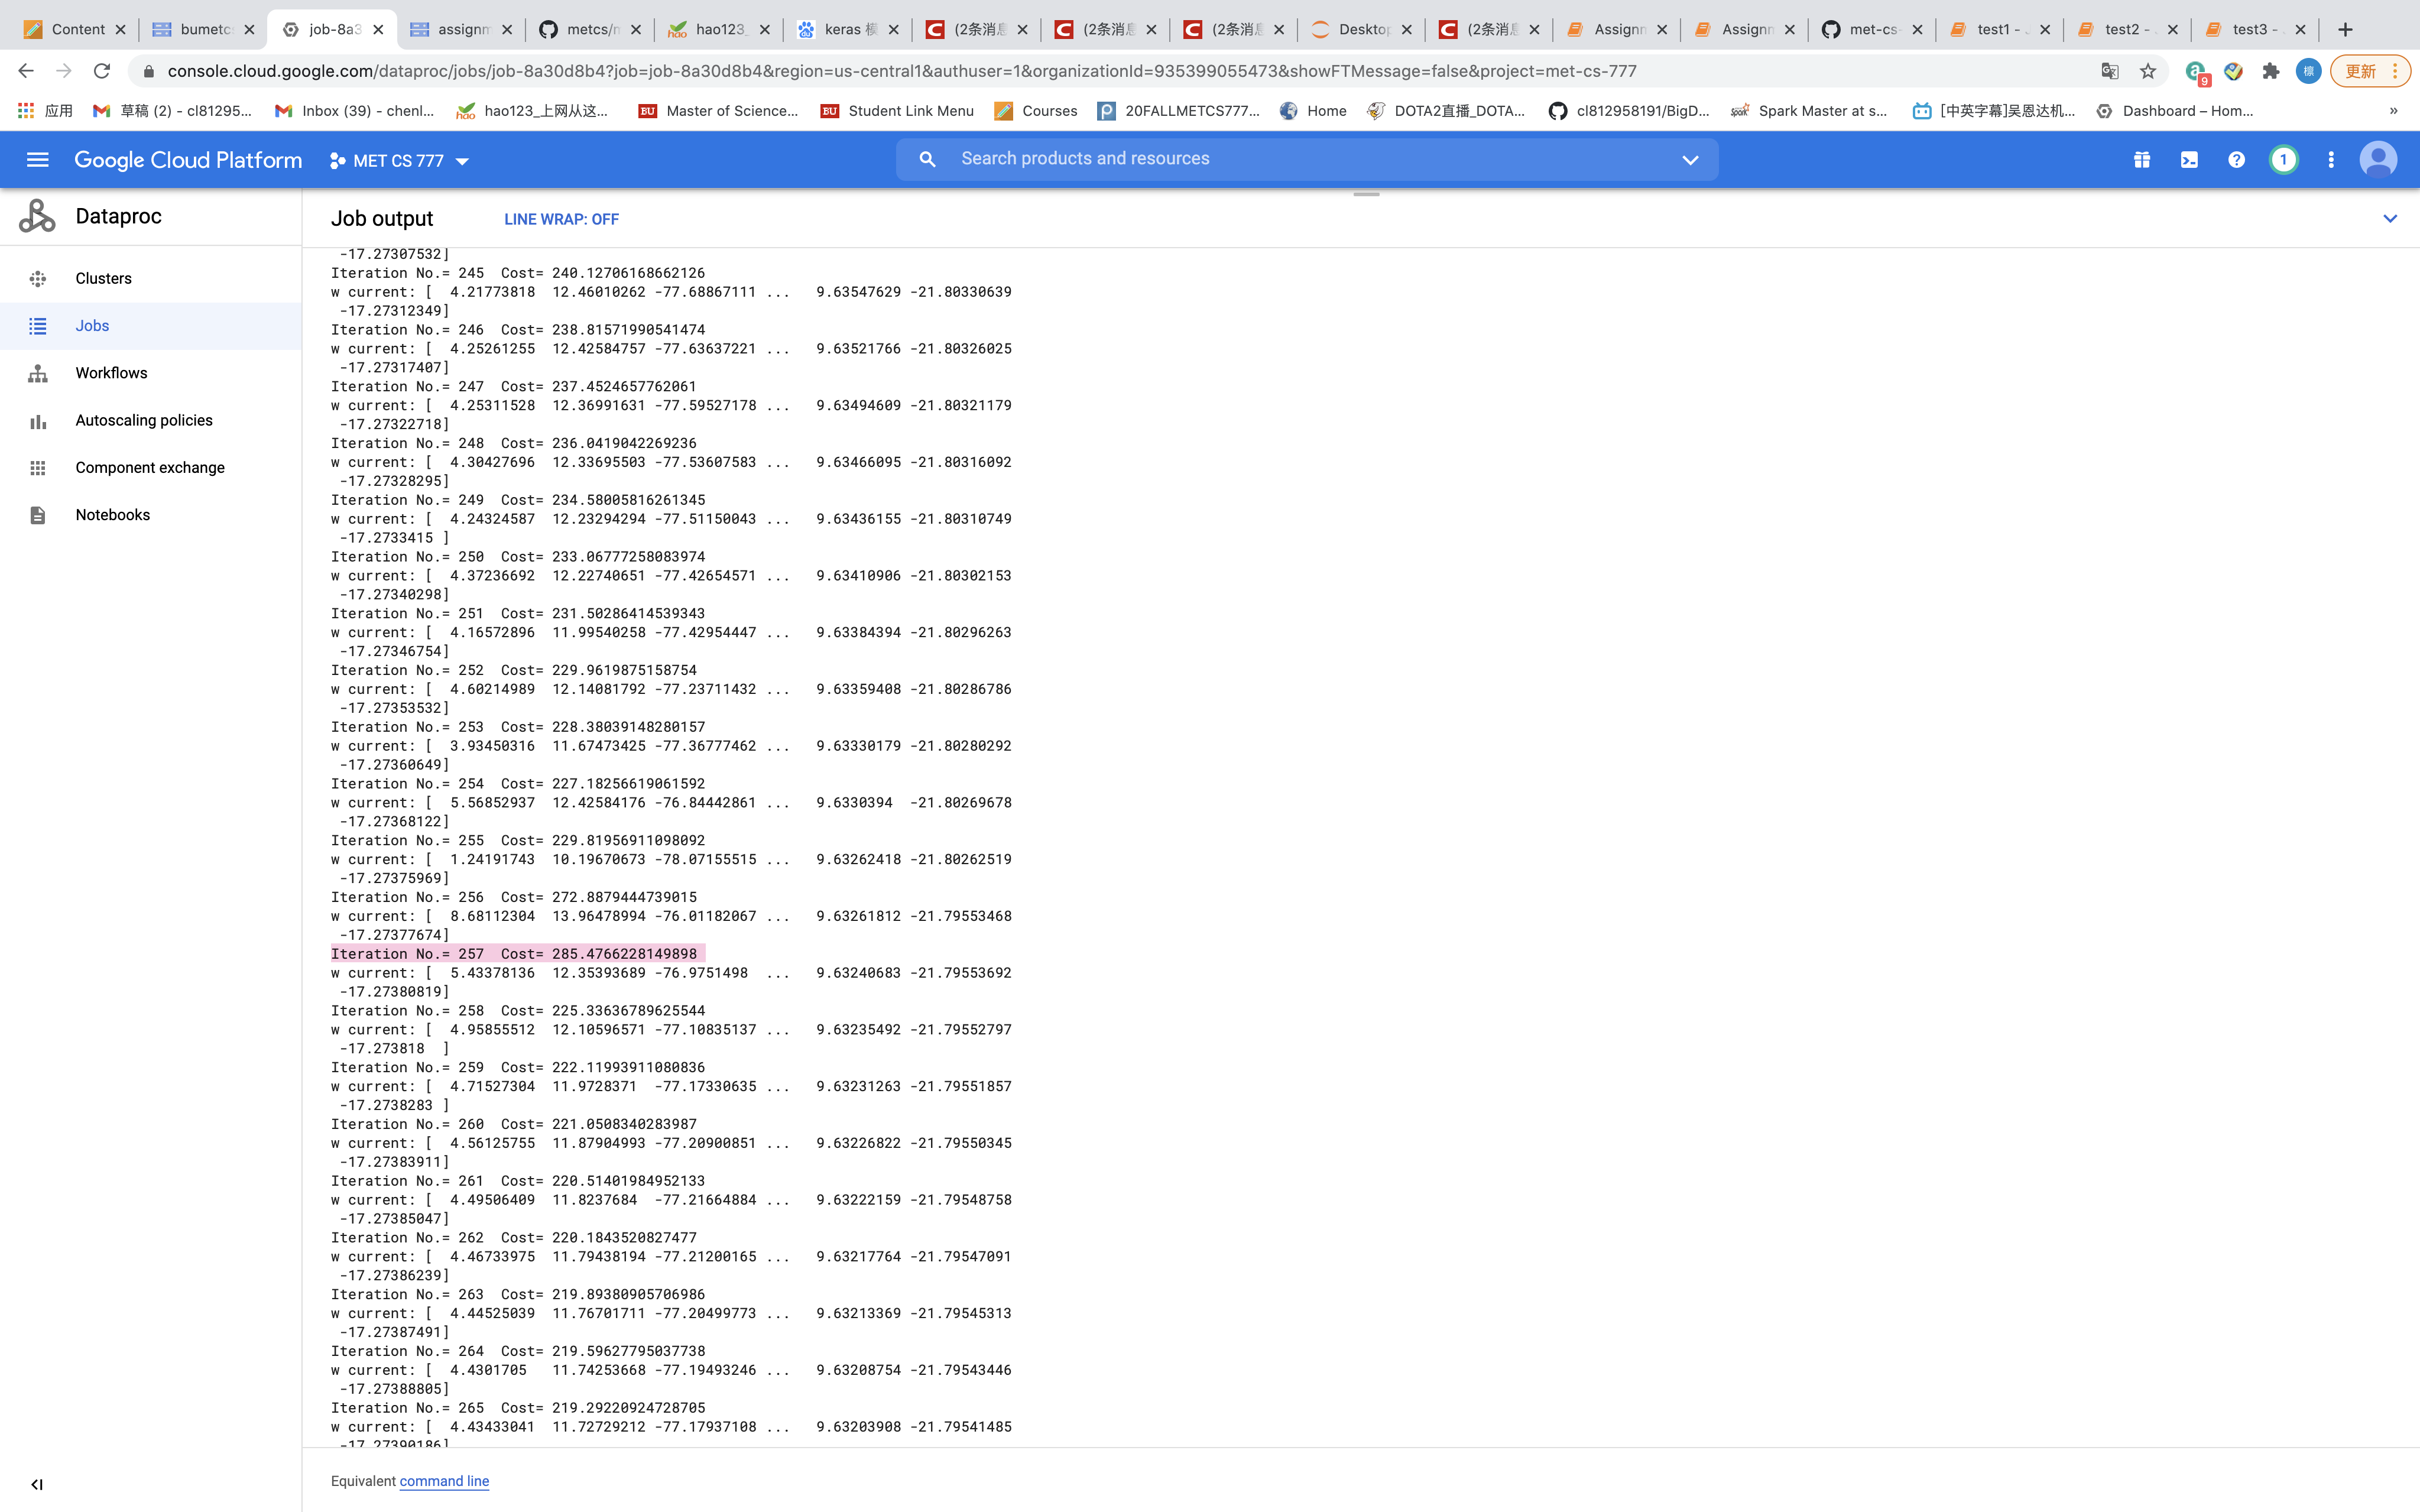 Content
bumetc
job-8a3
assignm
metcs/r
hao123_
keras 模
(2条消息
(2条消息
(2条消息
Desktop
(2条消息
Assignm
Assignm
met-cs-
test1 -
test2 -
test3 -
console.cloud.google.com/dataproc/jobs/job-8a30d8b4?job=job-8a30d8b4&region=us-central1&authuser=1&organizationId=935399055473&showFTMessage=false&project=met-cs-777
9
更新
应用
草稿 (2) - cl81295...
Inbox (39) - chenl...
hao123_上网从这...
Master of Science...
Student Link Menu
Courses
20FALLMETCS777...
Home
DOTA2直播_DOTA...
cl812958191/BigD...
Spark Master at s...
[中英字幕]吴恩达机...
Dashboard – Hom...
»
Google Cloud Platform
MET CS 777
Search products and resources
1
Dataproc
Clusters
Jobs
Workflows
Autoscaling policies
Component exchange
Notebooks
Job output
LINE WRAP: OFF
-17.27307532]
Iteration No.= 245  Cost= 240.12706168662126
w current: [  4.21773818  12.46010262 -77.68867111 ...   9.63547629 -21.80330639
-17.27312349]
Iteration No.= 246  Cost= 238.81571990541474
w current: [  4.25261255  12.42584757 -77.63637221 ...   9.63521766 -21.80326025
-17.27317407]
Iteration No.= 247  Cost= 237.4524657762061
w current: [  4.25311528  12.36991631 -77.59527178 ...   9.63494609 -21.80321179
-17.27322718]
Iteration No.= 248  Cost= 236.0419042269236
w current: [  4.30427696  12.33695503 -77.53607583 ...   9.63466095 -21.80316092
-17.27328295]
Iteration No.= 249  Cost= 234.58005816261345
w current: [  4.24324587  12.23294294 -77.51150043 ...   9.63436155 -21.80310749
-17.2733415 ]
Iteration No.= 250  Cost= 233.06777258083974
w current: [  4.37236692  12.22740651 -77.42654571 ...   9.63410906 -21.80302153
-17.27340298]
Iteration No.= 251  Cost= 231.50286414539343
w current: [  4.16572896  11.99540258 -77.42954447 ...   9.63384394 -21.80296263
-17.27346754]
Iteration No.= 252  Cost= 229.9619875158754
w current: [  4.60214989  12.14081792 -77.23711432 ...   9.63359408 -21.80286786
-17.27353532]
Iteration No.= 253  Cost= 228.38039148280157
w current: [  3.93450316  11.67473425 -77.36777462 ...   9.63330179 -21.80280292
-17.27360649]
Iteration No.= 254  Cost= 227.18256619061592
w current: [  5.56852937  12.42584176 -76.84442861 ...   9.6330394  -21.80269678
-17.27368122]
Iteration No.= 255  Cost= 229.81956911098092
w current: [  1.24191743  10.19670673 -78.07155515 ...   9.63262418 -21.80262519
-17.27375969]
Iteration No.= 256  Cost= 272.8879444739015
w current: [  8.68112304  13.96478994 -76.01182067 ...   9.63261812 -21.79553468
-17.27377674]
Iteration No.= 257  Cost= 285.4766228149898
w current: [  5.43378136  12.35393689 -76.9751498  ...   9.63240683 -21.79553692
-17.27380819]
Iteration No.= 258  Cost= 225.33636789625544
w current: [  4.95855512  12.10596571 -77.10835137 ...   9.63235492 -21.79552797
-17.273818  ]
Iteration No.= 259  Cost= 222.11993911080836
w current: [  4.71527304  11.9728371  -77.17330635 ...   9.63231263 -21.79551857
-17.2738283 ]
Iteration No.= 260  Cost= 221.0508340283987
w current: [  4.56125755  11.87904993 -77.20900851 ...   9.63226822 -21.79550345
-17.27383911]
Iteration No.= 261  Cost= 220.51401984952133
w current: [  4.49506409  11.8237684  -77.21664884 ...   9.63222159 -21.79548758
-17.27385047]
Iteration No.= 262  Cost= 220.1843520827477
w current: [  4.46733975  11.79438194 -77.21200165 ...   9.63217764 -21.79547091
-17.27386239]
Iteration No.= 263  Cost= 219.89380905706986
w current: [  4.44525039  11.76701711 -77.20499773 ...   9.63213369 -21.79545313
-17.27387491]
Iteration No.= 264  Cost= 219.59627795037738
w current: [  4.4301705   11.74253668 -77.19493246 ...   9.63208754 -21.79543446
-17.27388805]
Iteration No.= 265  Cost= 219.29220924728705
w current: [  4.43433041  11.72729212 -77.17937108 ...   9.63203908 -21.79541485
-17.27390186]
Equivalent command line